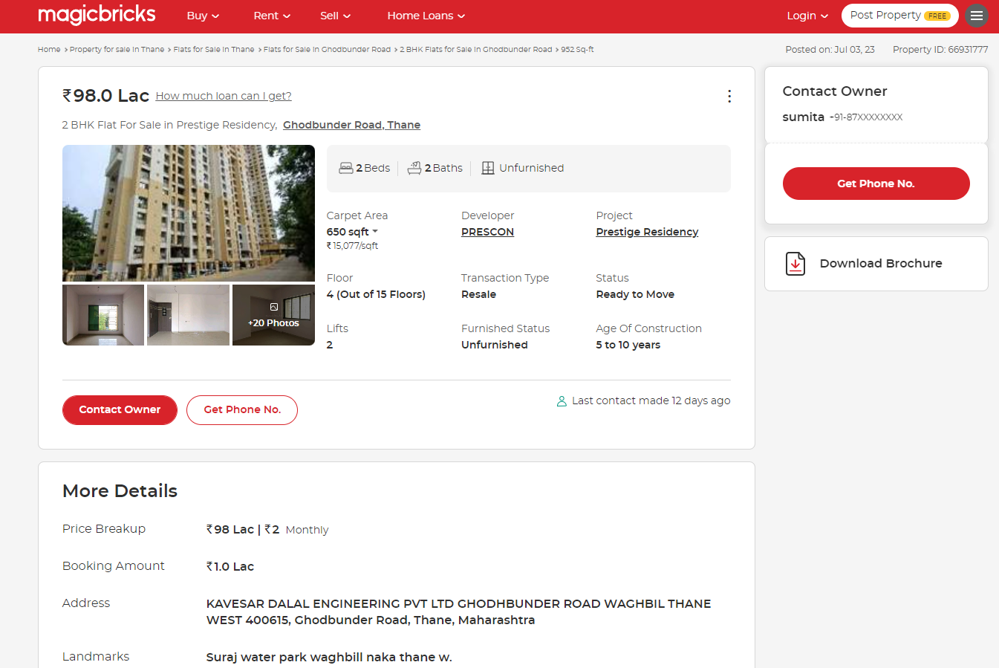 magicbricks Buy Rent Sell Home Loans Login Post Property FREE
Home > Property for sale in Thane > Flats for Sale in Thane > Flats for Sale in Ghodbunder Road > 2 BHK Flats for Sale in Ghodbunder Road > 952 Sq-ft
Posted on: Jul 03, 23 Property ID: 66931777
₹98.0 Lac How much loan can I get?
2 BHK Flat For Sale in Prestige Residency, Ghodbunder Road, Thane
2 Beds 2 Baths Unfurnished
Carpet Area Developer Project
650 sqft PRESCON Prestige Residency
₹15,077/sqft
Floor Transaction Type Status
4 (Out of 15 Floors) Resale Ready to Move
+20 Photos
Lifts Furnished Status Age Of Construction
2 Unfurnished 5 to 10 years
Contact Owner Get Phone No. Last contact made 12 days ago
Contact Owner
sumita +91-87XXXXXXXX
Get Phone No.
Download Brochure
More Details
Price Breakup ₹98 Lac | ₹2 Monthly
Booking Amount ₹1.0 Lac
Address KAVESAR DALAL ENGINEERING PVT LTD GHODHBUNDER ROAD WAGHBIL THANE
WEST 400615, Ghodbunder Road, Thane, Maharashtra
Landmarks Suraj water park waghbill naka thane w.